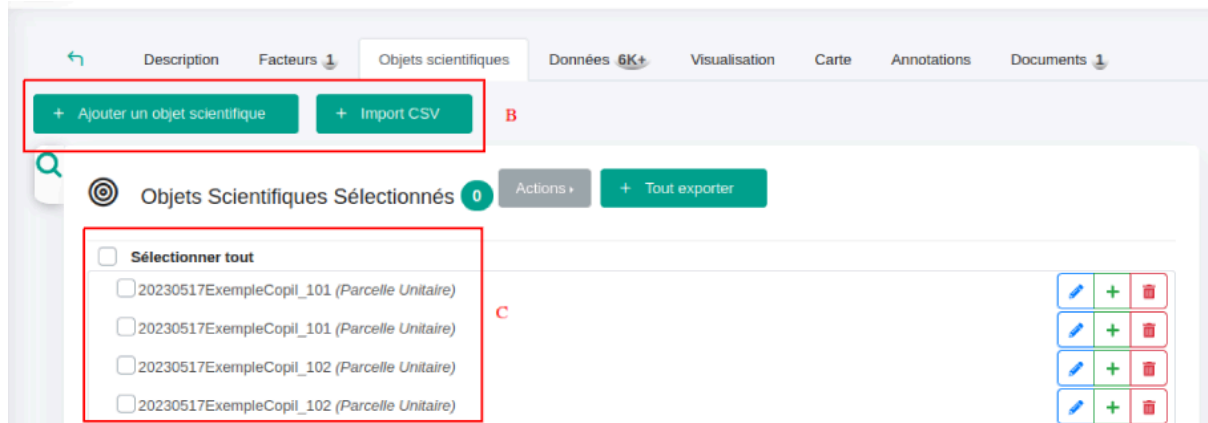 Description Facteurs 1 Objets scientifiques Données 6K+ Visualisation Carte Annotations Documents 1
+ Ajouter un objet scientifique + Import CSV B
Objets Scientifiques Sélectionnés 0 Actions + Tout exporter
Sélectionner tout
20230517ExempleCopil_101 (Parcelle Unitaire)
20230517ExempleCopil_101 (Parcelle Unitaire)
C
20230517ExempleCopil_102 (Parcelle Unitaire)
20230517ExempleCopil_102 (Parcelle Unitaire)